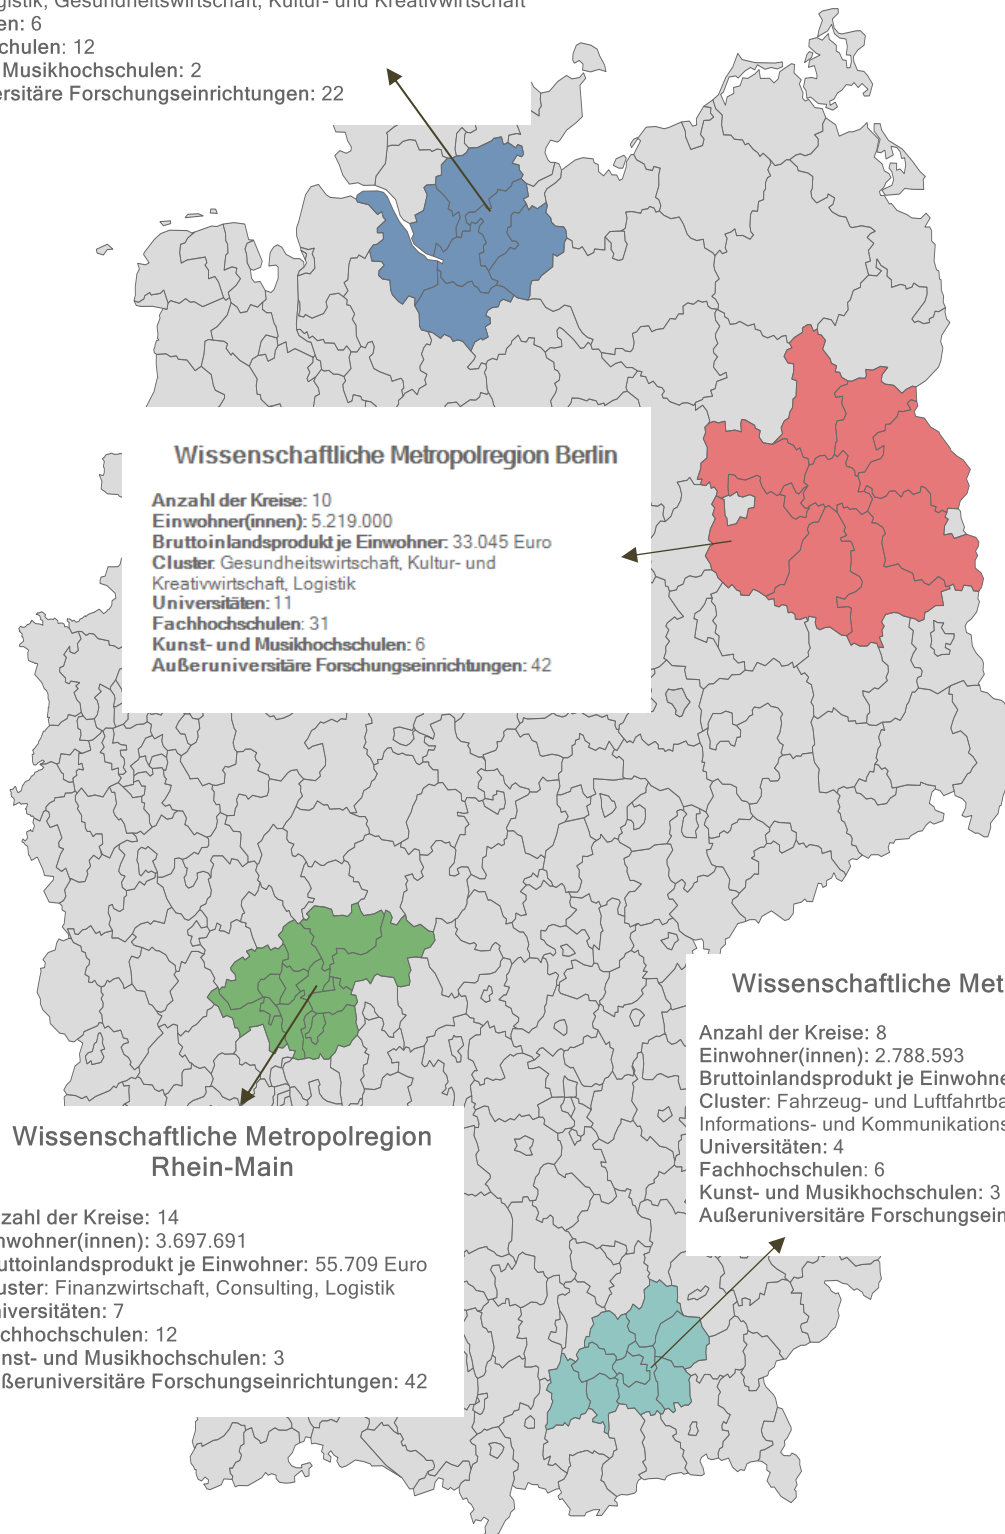 gistik, Gesundheitswirtschaft, Kultur- und Kreativwirtschaft
en: 6
chulen: 12
Musikhochschulen: 2
ersitäre Forschungseinrichtungen: 22
Wissenschaftliche Metropolregion Berlin
Anzahl der Kreise: 10
Einwohner(innen): 5.219.000
Bruttoinlandsprodukt je Einwohner: 33.045 Euro
Cluster: Gesundheitswirtschaft, Kultur- und
Kreativwirtschaft, Logistik
Universitäten: 11
Fachhochschulen: 31
Kunst- und Musikhochschulen: 6
Außeruniversitäre Forschungseinrichtungen: 42
Wissenschaftliche Met
Anzahl der Kreise: 8
Einwohner(innen): 2.788.593
Bruttoinlandsprodukt je Einwohne
Cluster: Fahrzeug- und Luftfahrtba
Informations- und Kommunikations
Universitäten: 4
Fachhochschulen: 6
Kunst- und Musikhochschulen: 3
Außeruniversitäre Forschungsein
Wissenschaftliche Metropolregion
Rhein-Main
zahl der Kreise: 14
nwohner(innen): 3.697.691
uttoinlandsprodukt je Einwohner: 55.709 Euro
uster: Finanzwirtschaft, Consulting, Logistik
niversitäten: 7
chhochschulen: 12
nst- und Musikhochschulen: 3
ßeruniversitäre Forschungseinrichtungen: 42